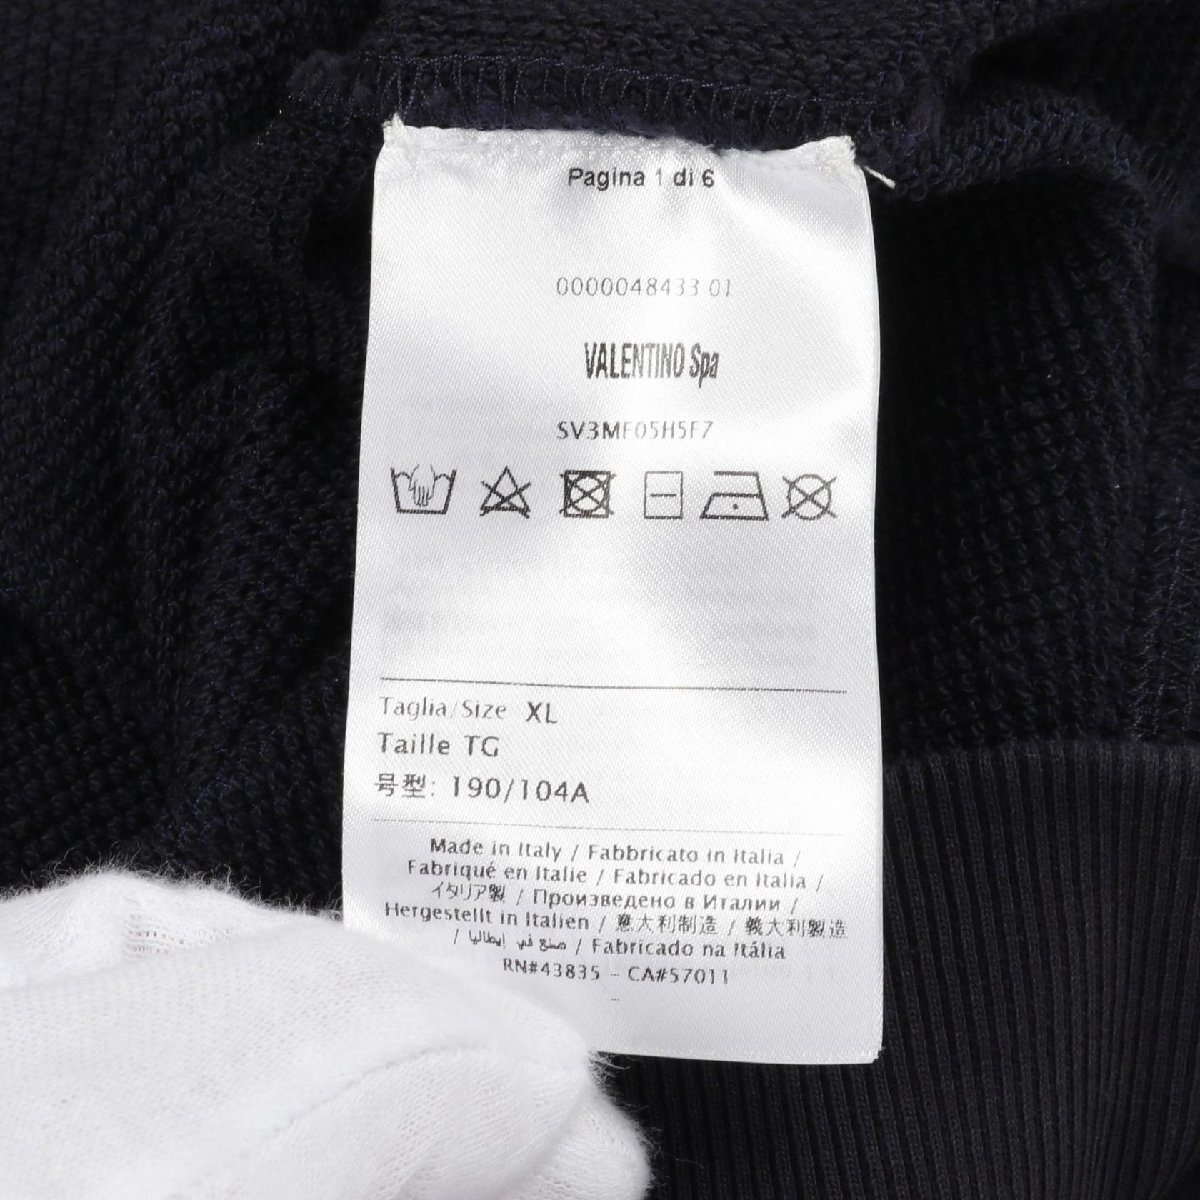 Pagina 1 di 6
0000048433 01
VALENTINO Spa
SV3MF05H5F7
Taglia/Size XL
Taille TG
号型: 190/104A
Made in Italy / Fabbricato in Italia /
Fabriqué en Italie / Fabricado en Italia /
イタリア製 / Произведено в Италии /
Hergestellt in Italien / 意大利制造 / 義大利製造
/ صنع في إيطاليا / Fabricado na Itália
RN#43835 - CA#57011